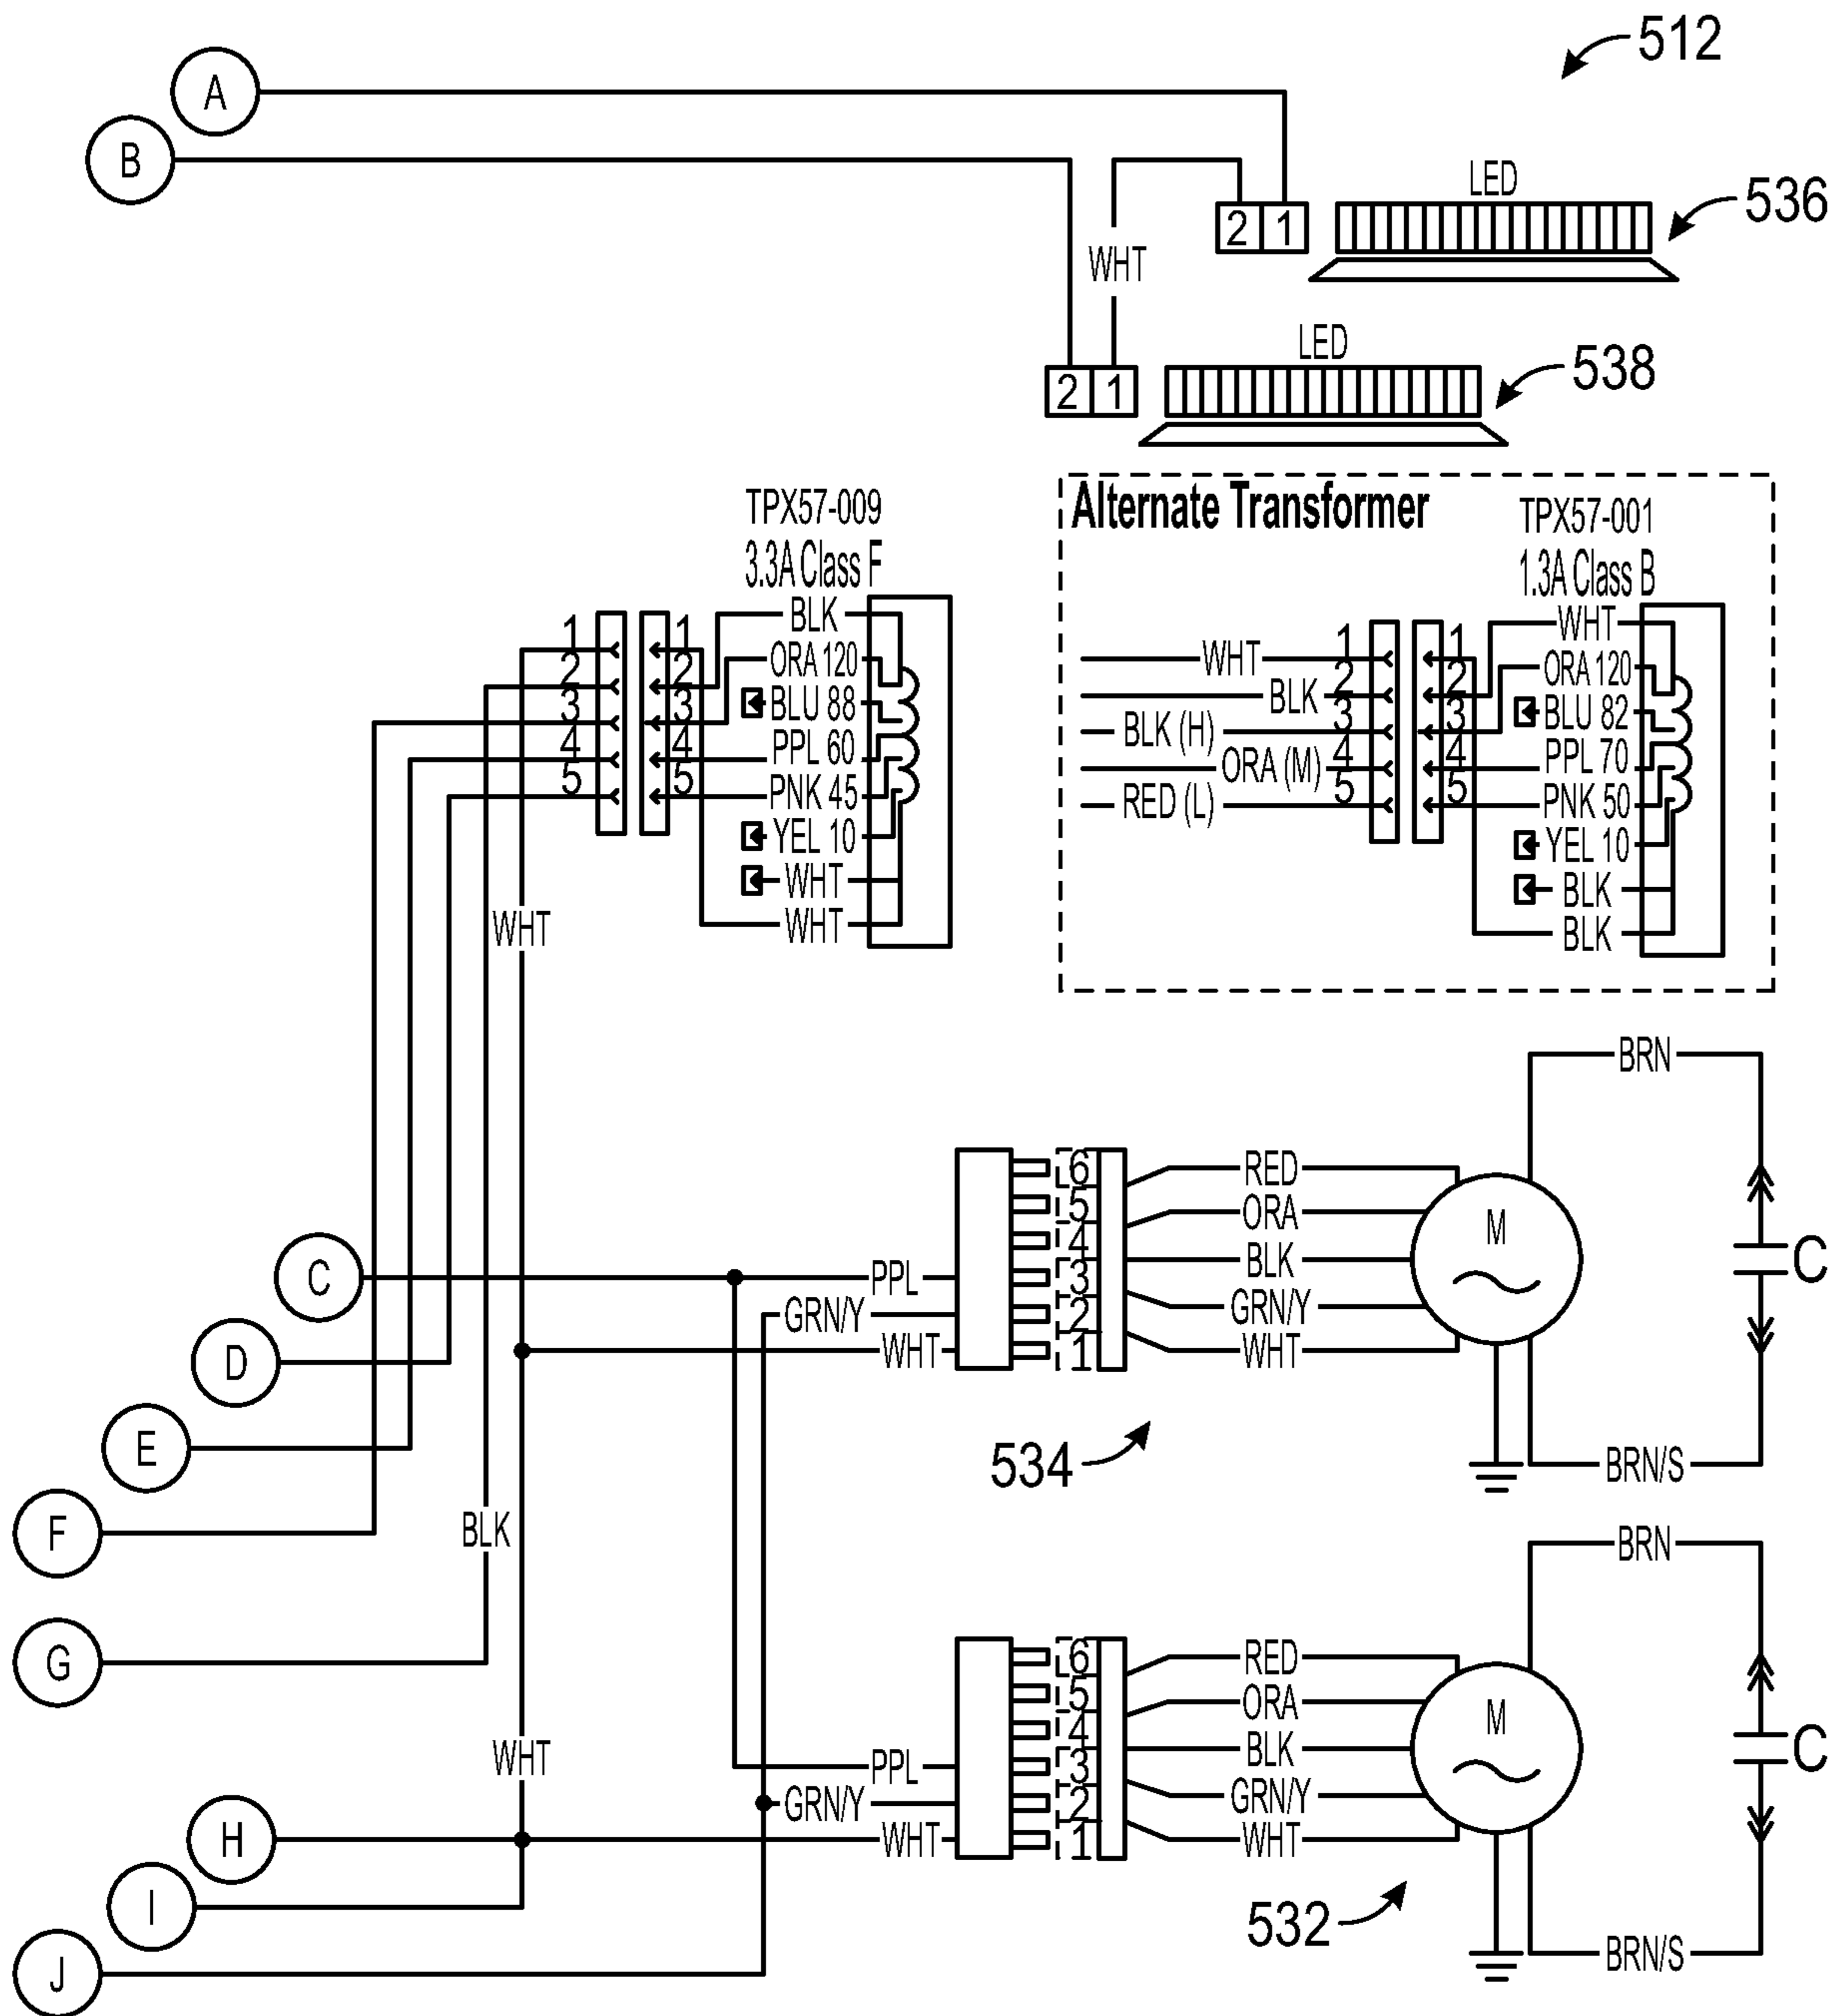 512
A
B
LED
536
2 1
WHT
LED
538
2 1
TPX57-009
3.3A Class F
1 1 BLK
2 2 ORA 120
3 3 BLU 88
4 4 PPL 60
5 5 PNK 45
YEL 10
WHT
WHT
WHT
Alternate Transformer
TPX57-001
1.3A Class B
WHT 1 1 WHT
BLK 2 2 ORA 120
BLK (H) 3 3 BLU 82
ORA (M) 4 4 PPL 70
RED (L) 5 5 PNK 50
YEL 10
BLK
BLK
BRN
6 RED
5 ORA
M
4 BLK
C
C
PPL 3
GRN/Y 2 GRN/Y
WHT 1 WHT
D
E
534
BRN/S
F
BLK
BRN
G
6 RED
5 ORA
M
4 BLK
C
WHT
PPL 3
GRN/Y 2 GRN/Y
H
WHT 1 WHT
I
532
BRN/S
J